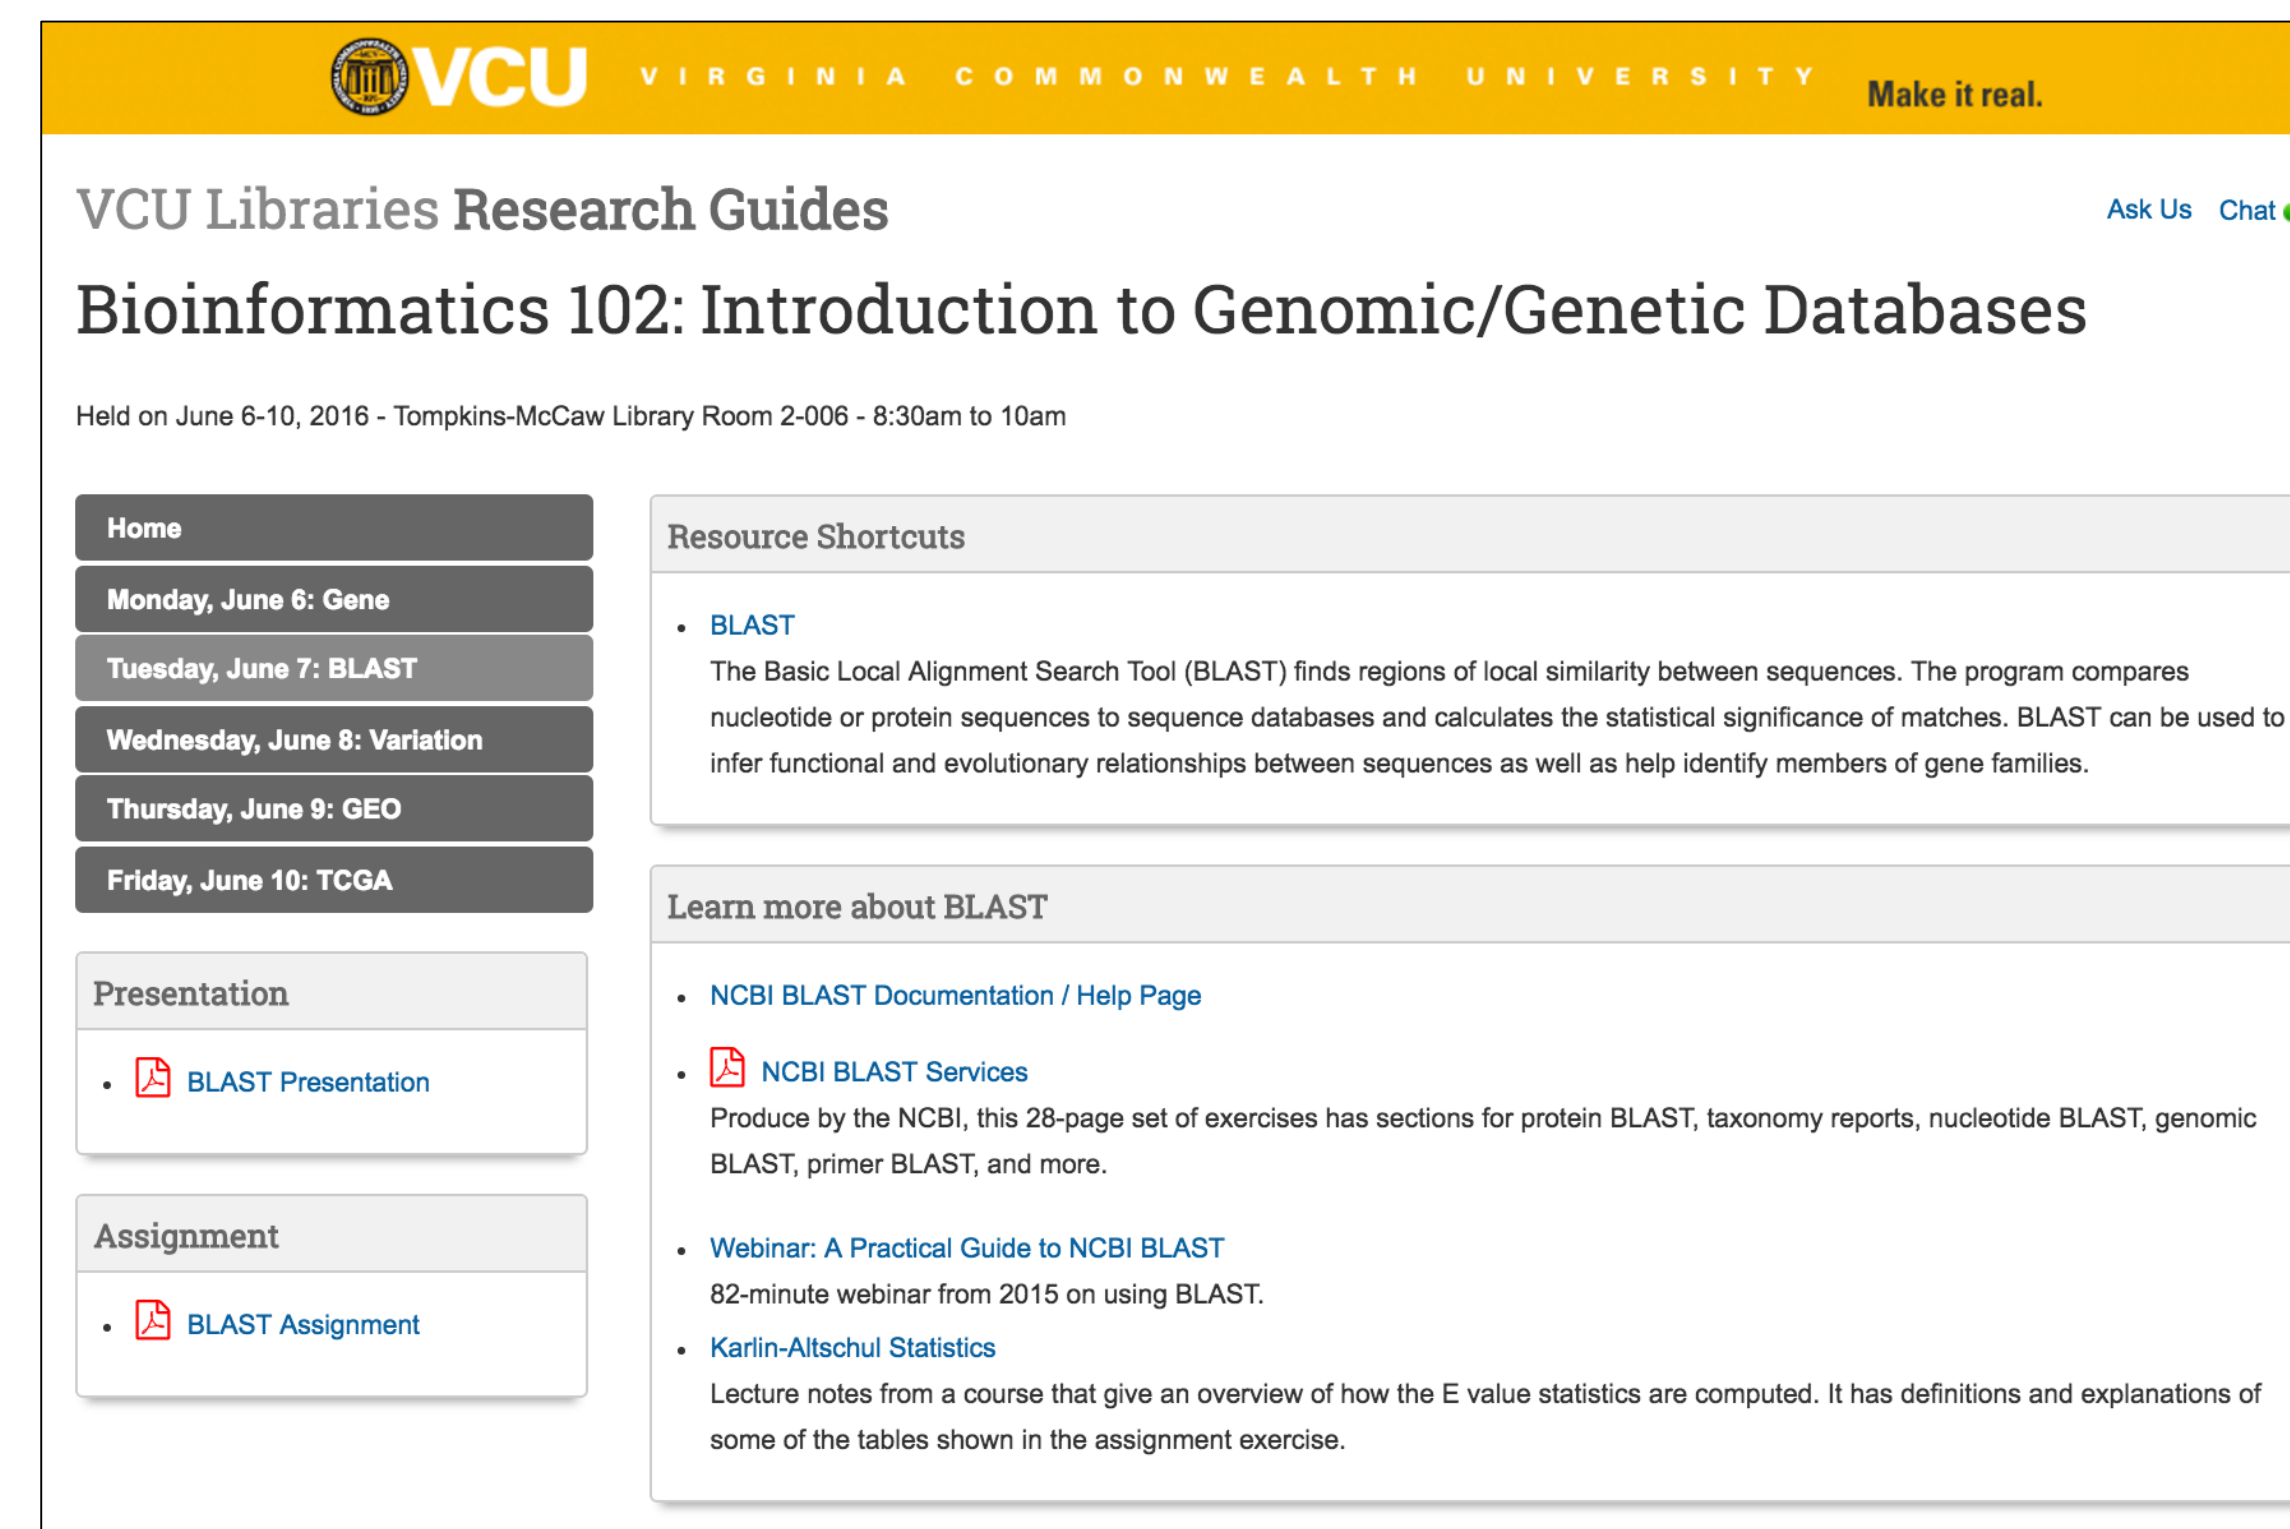 VCU VIRGINIA COMMONWEALTH UNIVERSITY Make it real.
VCU Libraries Research Guides
Ask Us Chat
Bioinformatics 102: Introduction to Genomic/Genetic Databases
Held on June 6-10, 2016 - Tompkins-McCaw Library Room 2-006 - 8:30am to 10am
Home
Monday, June 6: Gene
Tuesday, June 7: BLAST
Wednesday, June 8: Variation
Thursday, June 9: GEO
Friday, June 10: TCGA
Presentation
BLAST Presentation
Assignment
BLAST Assignment
Resource Shortcuts
BLAST
The Basic Local Alignment Search Tool (BLAST) finds regions of local similarity between sequences. The program compares
nucleotide or protein sequences to sequence databases and calculates the statistical significance of matches. BLAST can be used to
infer functional and evolutionary relationships between sequences as well as help identify members of gene families.
Learn more about BLAST
NCBI BLAST Documentation / Help Page
NCBI BLAST Services
Produce by the NCBI, this 28-page set of exercises has sections for protein BLAST, taxonomy reports, nucleotide BLAST, genomic
BLAST, primer BLAST, and more.
Webinar: A Practical Guide to NCBI BLAST
82-minute webinar from 2015 on using BLAST.
Karlin-Altschul Statistics
Lecture notes from a course that give an overview of how the E value statistics are computed. It has definitions and explanations of
some of the tables shown in the assignment exercise.